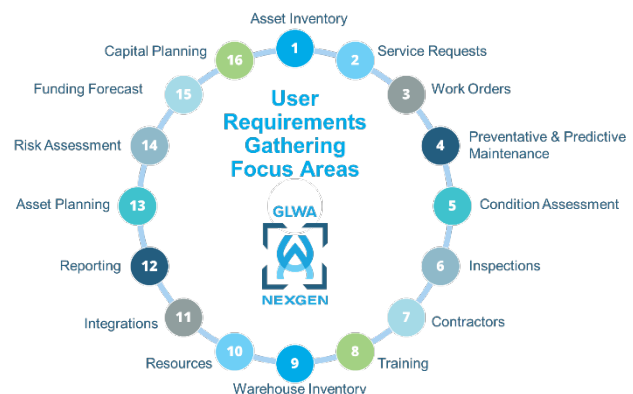 Asset Inventory
1
Service Requests
2
Work Orders
3
Preventative & Predictive
Maintenance
4
Condition Assessment
5
Inspections
6
Contractors
7
Training
8
Warehouse Inventory
9
Resources
10
Integrations
11
Reporting
12
Asset Planning
13
Risk Assessment
14
Funding Forecast
15
Capital Planning
16
User
Requirements
Gathering
Focus Areas
GLWA
NEXGEN